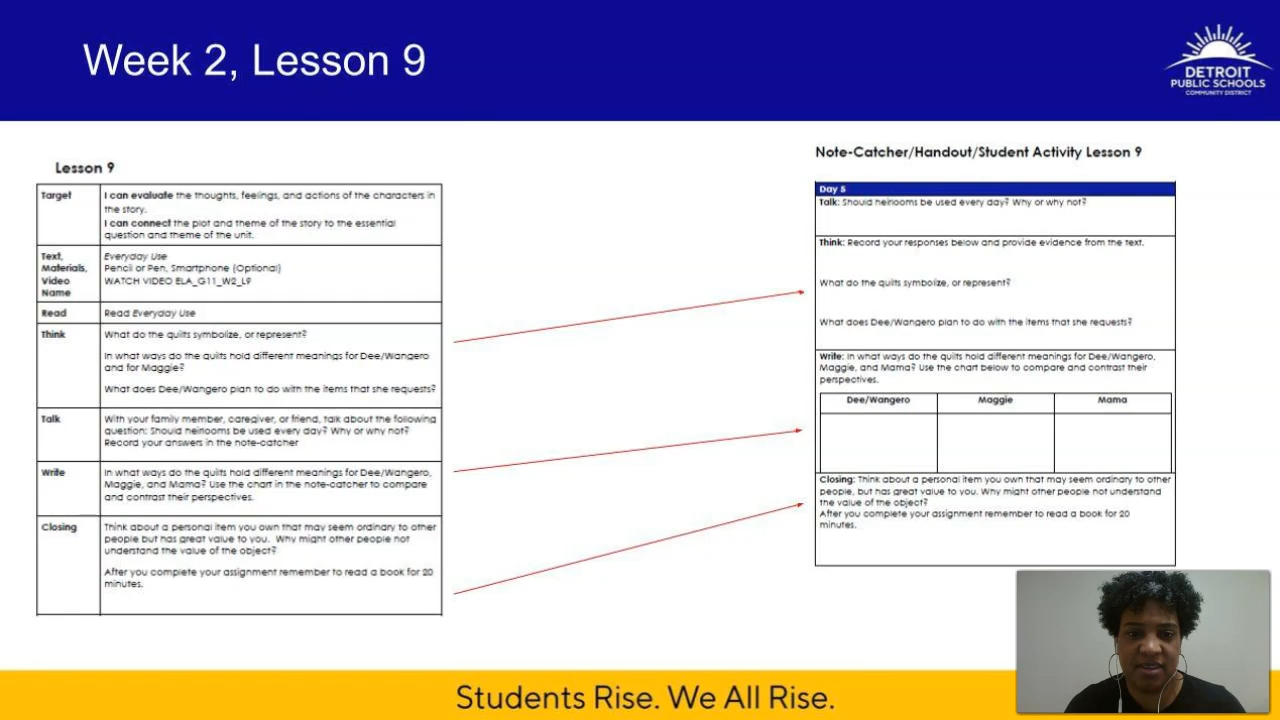 Week 2, Lesson 9
DETROIT
PUBLIC SCHOOLS
COMMUNITY DISTRICT
Lesson 9
Target
I can evaluate the thoughts, feelings, and actions of the characters in
the story.
I can connect the plot and theme of the story to the essential
question and theme of the unit.
Text,
Materials,
Video
Name
Everyday Use
Pencil or Pen, Smartphone (Optional)
WATCH VIDEO ELA_G11_W2_L9
Read
Read Everyday Use
Think
What do the quilts symbolize, or represent?
In what ways do the quilts hold different meanings for Dee/Wangero
and for Maggie?
What does Dee/Wangero plan to do with the items that she requests?
Talk
With your family member, caregiver, or friend, talk about the following
question: Should heirlooms be used every day? Why or why not?
Record your answers in the note-catcher
Write
In what ways do the quilts hold different meanings for Dee/Wangero,
Maggie, and Mama? Use the chart in the note-catcher to compare
and contrast their perspectives.
Closing
Think about a personal item you own that may seem ordinary to other
people but has great value to you. Why might other people not
understand the value of the object?
After you complete your assignment remember to read a book for 20
minutes.
Note-Catcher/Handout/Student Activity Lesson 9
Day 5
Talk: Should heirlooms be used every day? Why or why not?
Think: Record your responses below and provide evidence from the text.
What do the quilts symbolize, or represent?
What does Dee/Wangero plan to do with the items that she requests?
Write: In what ways do the quilts hold different meanings for Dee/Wangero,
Maggie, and Mama? Use the chart below to compare and contrast their
perspectives.
Dee/Wangero
Maggie
Mama
Closing: Think about a personal item you own that may seem ordinary to other
people, but has great value to you. Why might other people not understand
the value of the object?
After you complete your assignment remember to read a book for 20
minutes.
Students Rise. We All Rise.